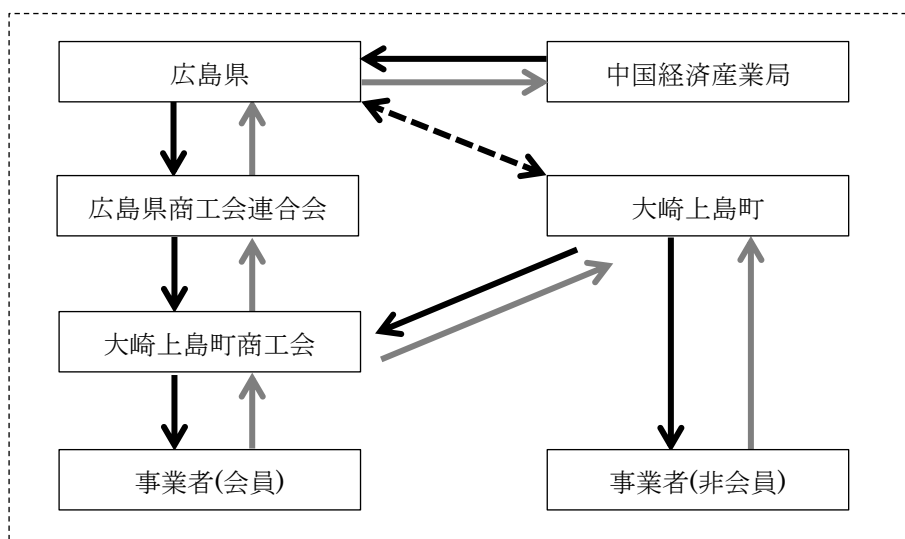 広島県
中国経済産業局
広島県商工会連合会
大崎上島町
大崎上島町商工会
事業者(会員)
事業者(非会員)